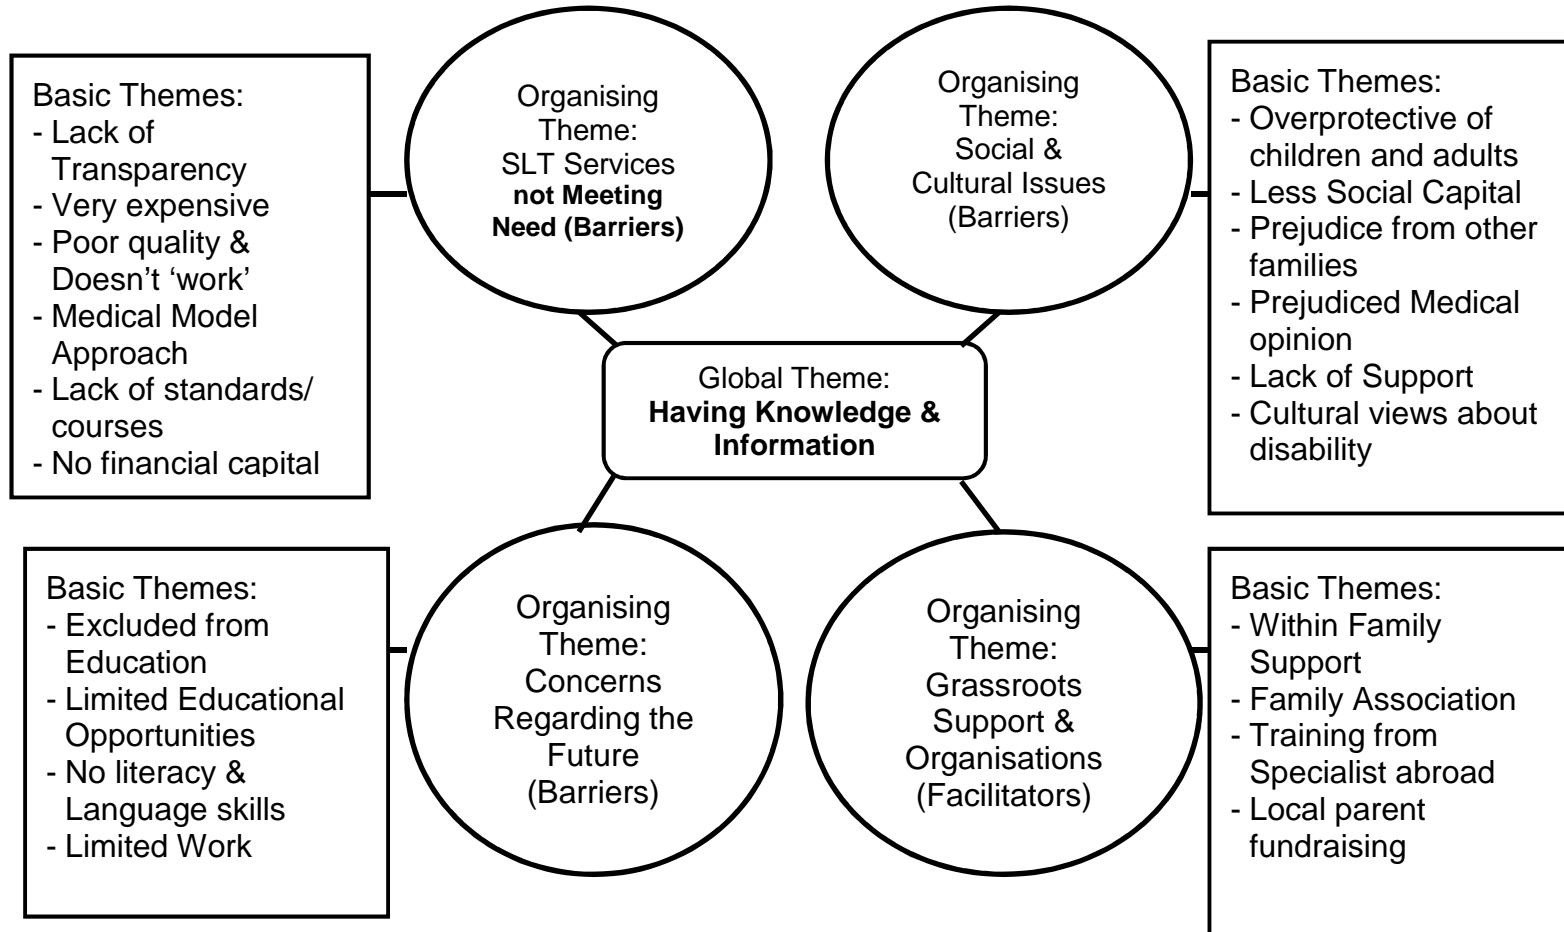 Basic Themes:
- Lack of
Transparency
- Very expensive
- Poor quality &
Doesn’t ‘work’
- Medical Model
Approach
- Lack of standards/
courses
- No financial capital
Organising
Theme:
SLT Services
not Meeting
Need (Barriers)
Organising
Theme:
Social &
Cultural Issues
(Barriers)
Basic Themes:
- Overprotective of
children and adults
- Less Social Capital
- Prejudice from other
families
- Prejudiced Medical
opinion
- Lack of Support
- Cultural views about
disability
Global Theme:
Having Knowledge &
Information
Basic Themes:
- Excluded from
Education
- Limited Educational
Opportunities
- No literacy &
Language skills
- Limited Work
Organising
Theme:
Concerns
Regarding the
Future
(Barriers)
Organising
Theme:
Grassroots
Support &
Organisations
(Facilitators)
Basic Themes:
- Within Family
Support
- Family Association
- Training from
Specialist abroad
- Local parent
fundraising